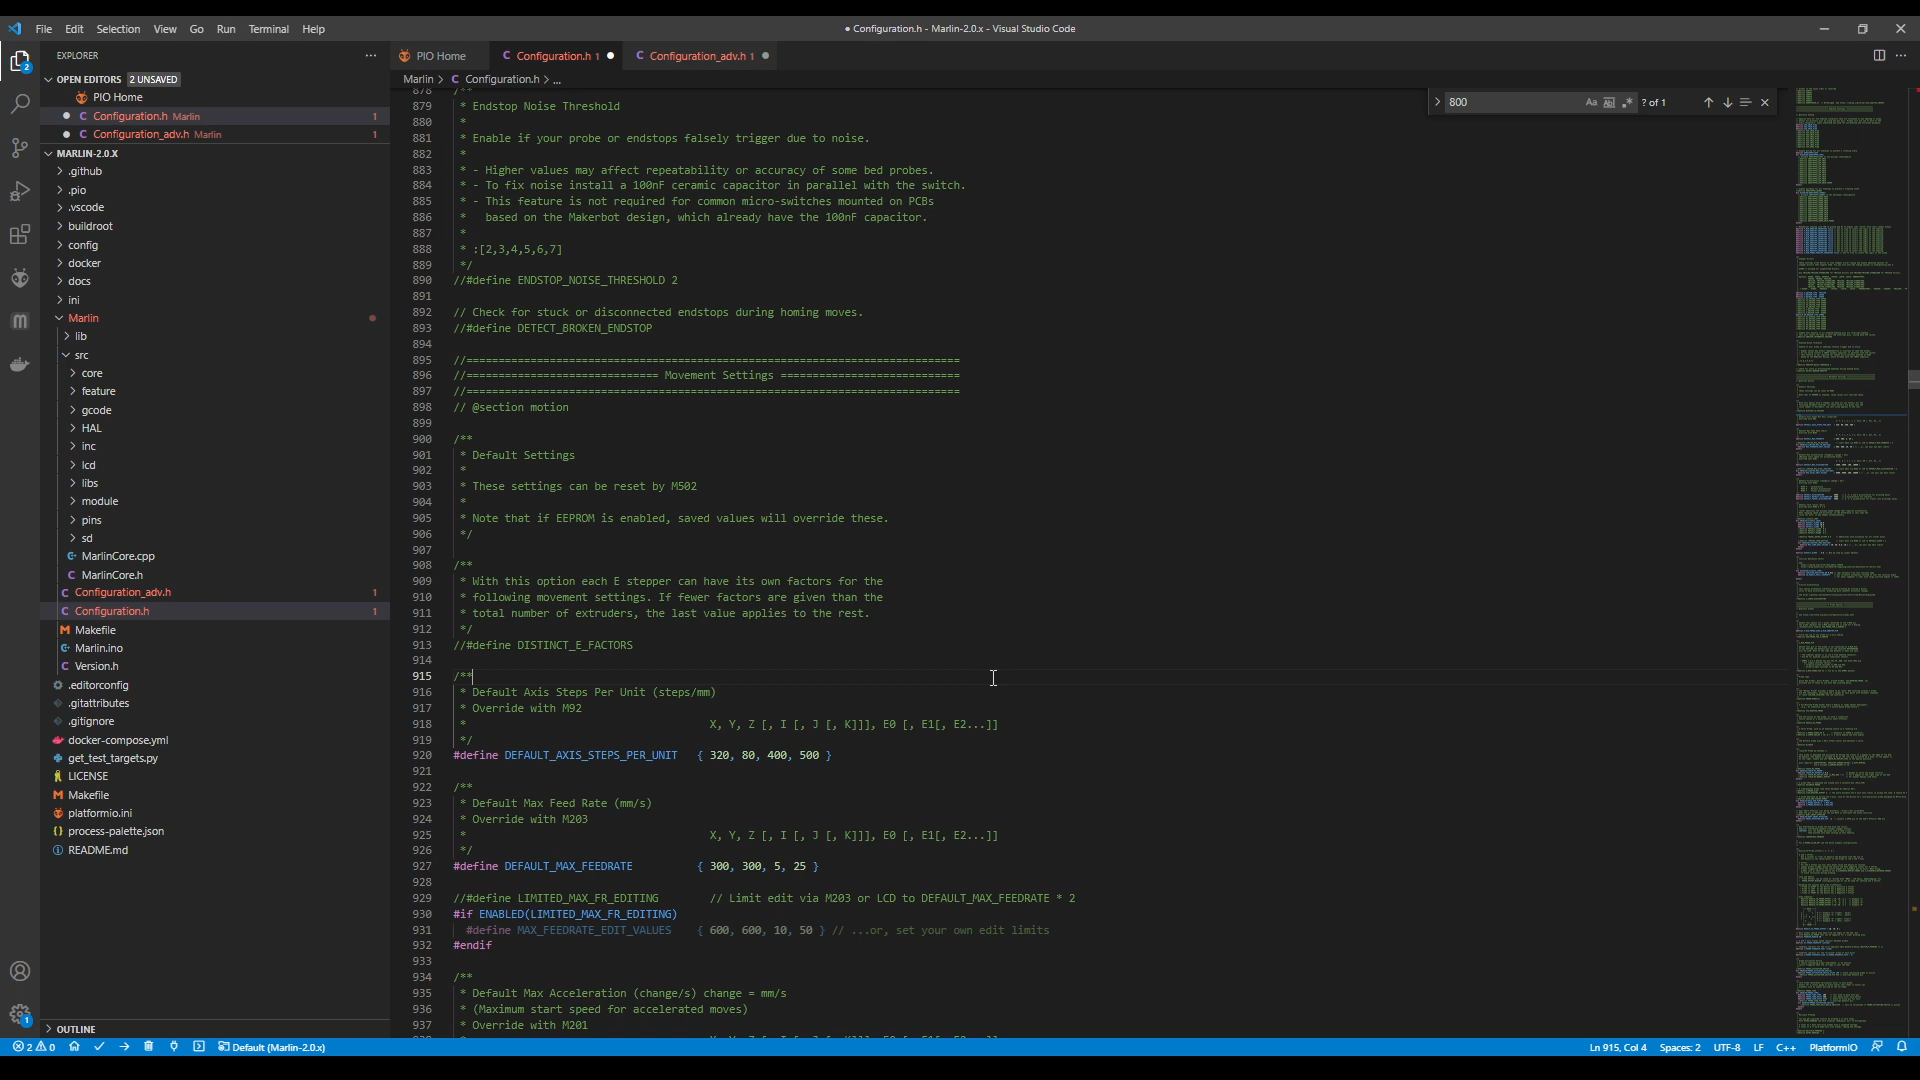 File Edit Selection View Go Run Terminal Help
● Configuration.h - Marlin-2.0.x - Visual Studio Code
EXPLORER
PIO Home
Configuration.h 1
Configuration_adv.h 1
OPEN EDITORS 2 UNSAVED
PIO Home
Configuration.h Marlin 1
Configuration_adv.h Marlin 1
MARLIN-2.0.X
.github
.pio
.vscode
buildroot
config
docker
docs
ini
Marlin
lib
src
core
feature
gcode
HAL
inc
lcd
libs
module
pins
sd
MarlinCore.cpp
MarlinCore.h
Configuration_adv.h 1
Configuration.h 1
Makefile
Marlin.ino
Version.h
.editorconfig
.gitattributes
.gitignore
docker-compose.yml
get_test_targets.py
LICENSE
Makefile
platformio.ini
process-palette.json
README.md
OUTLINE
Marlin > C Configuration.h > ...
800 Aa Abl ? of 1
878 /**
879 * Endstop Noise Threshold
880 *
881 * Enable if your probe or endstops falsely trigger due to noise.
882 *
883 * - Higher values may affect repeatability or accuracy of some bed probes.
884 * - To fix noise install a 100nF ceramic capacitor in parallel with the switch.
885 * - This feature is not required for common micro-switches mounted on PCBs
886 * based on the Makerbot design, which already have the 100nF capacitor.
887 *
888 * :[2,3,4,5,6,7]
889 */
890 //#define ENDSTOP_NOISE_THRESHOLD 2
891
892 // Check for stuck or disconnected endstops during homing moves.
893 //#define DETECT_BROKEN_ENDSTOP
894
895 //=============================================================================
896 //============================== Movement Settings ============================
897 //=============================================================================
898 // @section motion
899
900 /**
901 * Default Settings
902 *
903 * These settings can be reset by M502
904 *
905 * Note that if EEPROM is enabled, saved values will override these.
906 */
907
908 /**
909 * With this option each E stepper can have its own factors for the
910 * following movement settings. If fewer factors are given than the
911 * total number of extruders, the last value applies to the rest.
912 */
913 //#define DISTINCT_E_FACTORS
914
915 /**
916 * Default Axis Steps Per Unit (steps/mm)
917 * Override with M92
918 * X, Y, Z [, I [, J [, K]]], E0 [, E1[, E2...]]
919 */
920 #define DEFAULT_AXIS_STEPS_PER_UNIT { 320, 80, 400, 500 }
921
922 /**
923 * Default Max Feed Rate (mm/s)
924 * Override with M203
925 * X, Y, Z [, I [, J [, K]]], E0 [, E1[, E2...]]
926 */
927 #define DEFAULT_MAX_FEEDRATE { 300, 300, 5, 25 }
928
929 //#define LIMITED_MAX_FR_EDITING // Limit edit via M203 or LCD to DEFAULT_MAX_FEEDRATE * 2
930 #if ENABLED(LIMITED_MAX_FR_EDITING)
931 #define MAX_FEEDRATE_EDIT_VALUES { 600, 600, 10, 50 } // ...or, set your own edit limits
932 #endif
933
934 /**
935 * Default Max Acceleration (change/s) change = mm/s
936 * (Maximum start speed for accelerated moves)
937 * Override with M201
2 0 Default (Marlin-2.0.x)
Ln 915, Col 4 Spaces: 2 UTF-8 LF C++ PlatformIO